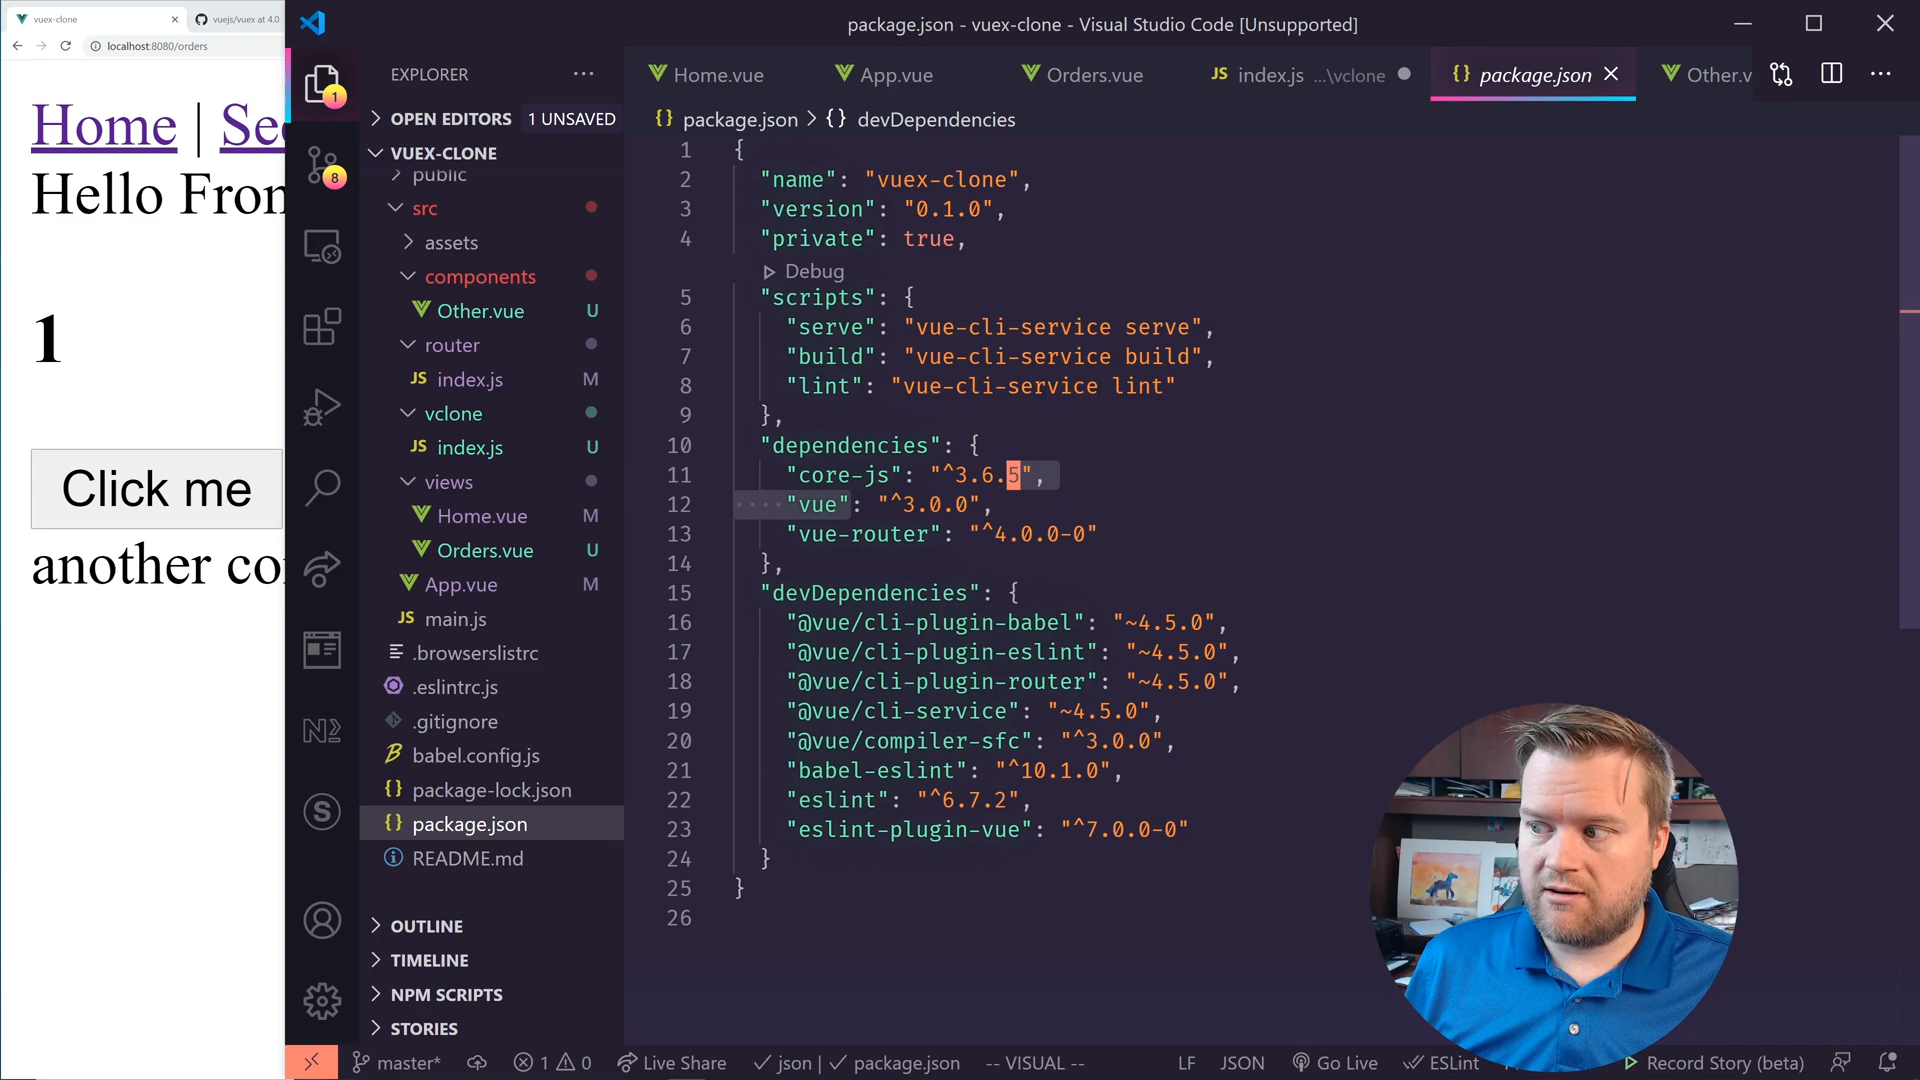 vuex-clone
vuejs/vuex at 4.0
localhost:8080/orders
Home | Sec
Hello From
1
Click me
another co
package.json - vuex-clone - Visual Studio Code [Unsupported]
EXPLORER
OPEN EDITORS 1 UNSAVED
VUEX-CLONE
public
src
assets
components
Other.vue U
router
index.js M
vclone
index.js U
views
Home.vue M
Orders.vue U
App.vue M
main.js
.browserslistrc
.eslintrc.js
.gitignore
babel.config.js
package-lock.json
package.json
README.md
OUTLINE
TIMELINE
NPM SCRIPTS
STORIES
1
8
Home.vue
App.vue
Orders.vue
JS index.js ...\vclone
{} package.json
Other.v
{} package.json > {} devDependencies
1 {
2 "name": "vuex-clone",
3 "version": "0.1.0",
4 "private": true,
Debug
5 "scripts": {
6 "serve": "vue-cli-service serve",
7 "build": "vue-cli-service build",
8 "lint": "vue-cli-service lint"
9 },
10 "dependencies": {
11 "core-js": "^3.6.5",
12 "vue": "^3.0.0",
13 "vue-router": "^4.0.0-0"
14 },
15 "devDependencies": {
16 "@vue/cli-plugin-babel": "~4.5.0",
17 "@vue/cli-plugin-eslint": "~4.5.0",
18 "@vue/cli-plugin-router": "~4.5.0",
19 "@vue/cli-service": "~4.5.0",
20 "@vue/compiler-sfc": "^3.0.0",
21 "babel-eslint": "^10.1.0",
22 "eslint": "^6.7.2",
23 "eslint-plugin-vue": "^7.0.0-0"
24 }
25 }
26
master* 1 0 Live Share json | package.json -- VISUAL -- LF JSON Go Live ESLint Record Story (beta)